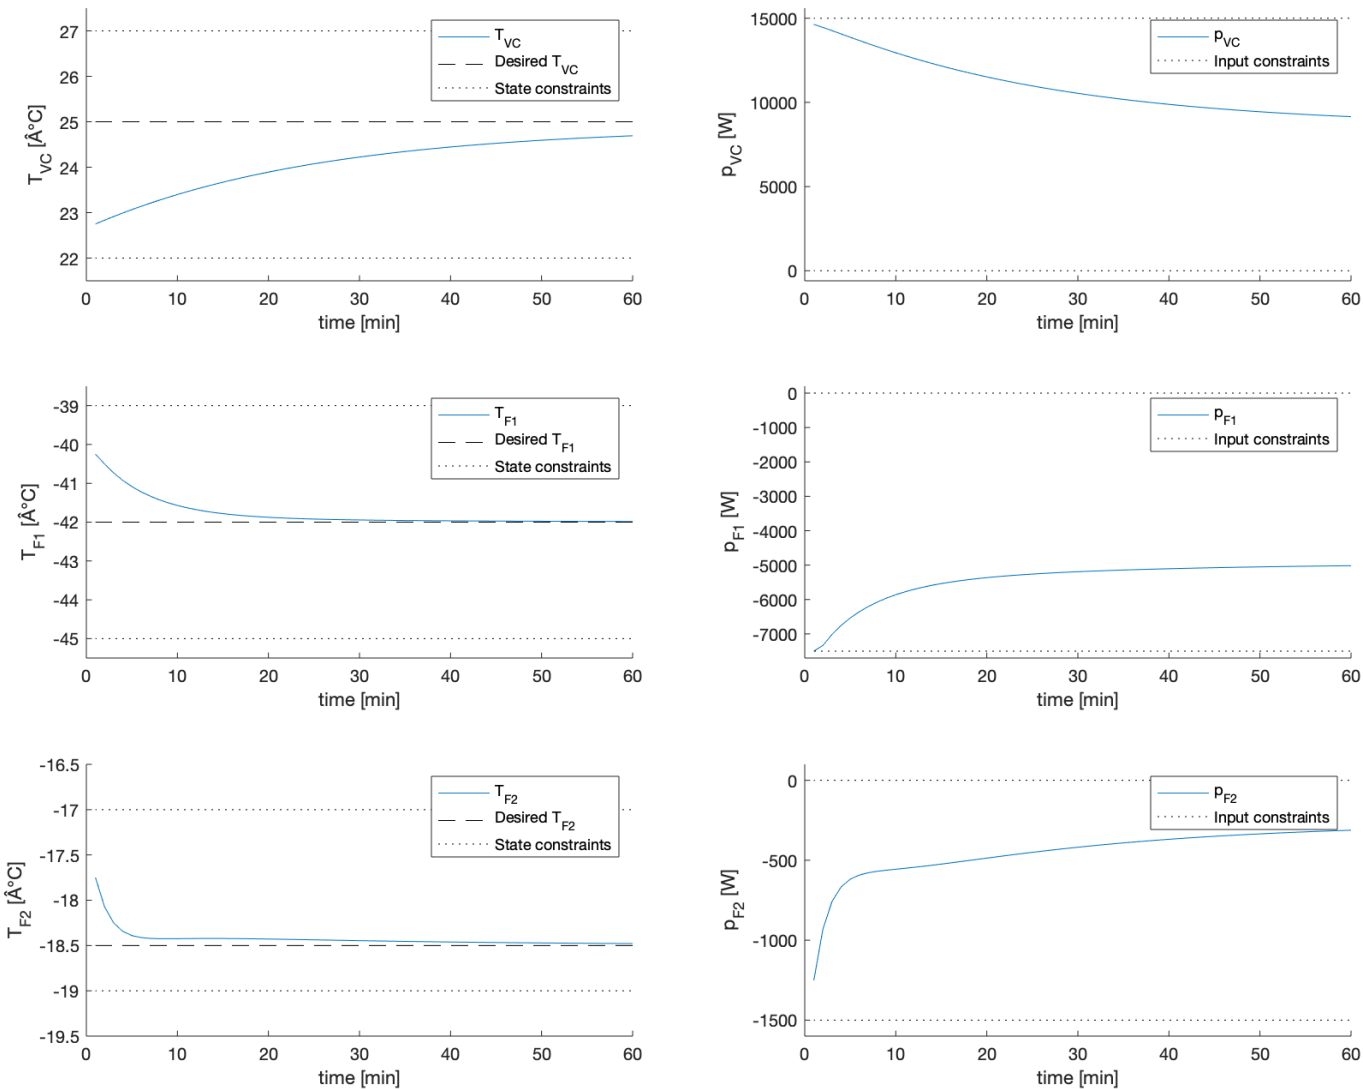 27
26
25
24
23
22
T_VC [Â°C]
T_VC
Desired T_VC
State constraints
0 10 20 30 40 50 60
time [min]
15000
10000
5000
0
p_VC [W]
p_VC
Input constraints
0 10 20 30 40 50 60
time [min]
-39
-40
-41
-42
-43
-44
-45
T_F1 [Â°C]
T_F1
Desired T_F1
State constraints
0 10 20 30 40 50 60
time [min]
0
-1000
-2000
-3000
-4000
-5000
-6000
-7000
p_F1 [W]
p_F1
Input constraints
0 10 20 30 40 50 60
time [min]
-16.5
-17
-17.5
-18
-18.5
-19
-19.5
T_F2 [Â°C]
T_F2
Desired T_F2
State constraints
0 10 20 30 40 50 60
time [min]
0
-500
-1000
-1500
p_F2 [W]
p_F2
Input constraints
0 10 20 30 40 50 60
time [min]